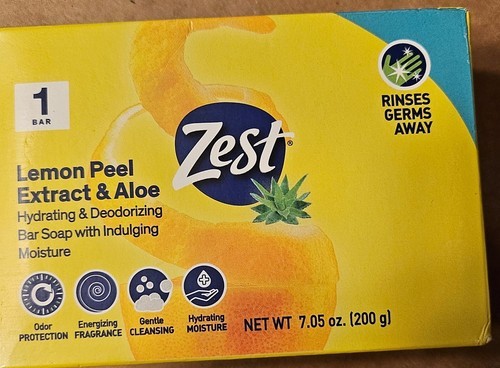 1
BAR
Zest®
RINSES
GERMS
AWAY
Lemon Peel
Extract & Aloe
Hydrating & Deodorizing
Bar Soap with Indulging
Moisture
Odor
PROTECTION
Energizing
FRAGRANCE
Gentle
CLEANSING
Hydrating
MOISTURE
NET WT 7.05 oz. (200 g)